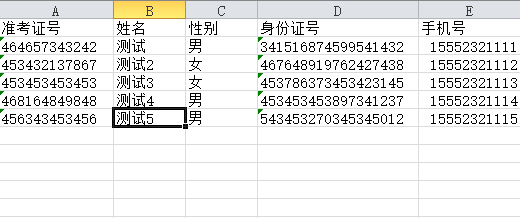 A B C D E
准考证号 姓名 性别 身份证号 手机号
464657343242 测试 男 341516874599541432 15552321111
453432137867 测试2 女 467648919762427438 15552321112
453453453453 测试3 女 453786373453423145 15552321113
468164849848 测试4 男 453453453897341237 15552321114
456343453456 测试5 男 543453270345345012 15552321115